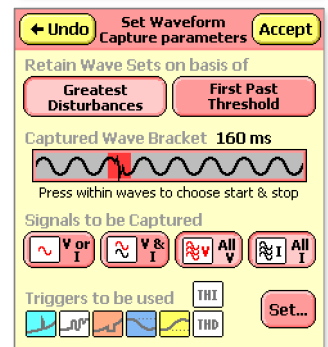 Undo
Set Waveform
Capture parameters
Accept
Retain Wave Sets on basis of
Greatest
Disturbances
First Past
Threshold
Captured Wave Bracket 160 ms
Press within waves to choose start & stop
Signals to be Captured
V or
I
V &
I
V All
V
I All
I
Triggers to be used
THI
THD
Set...